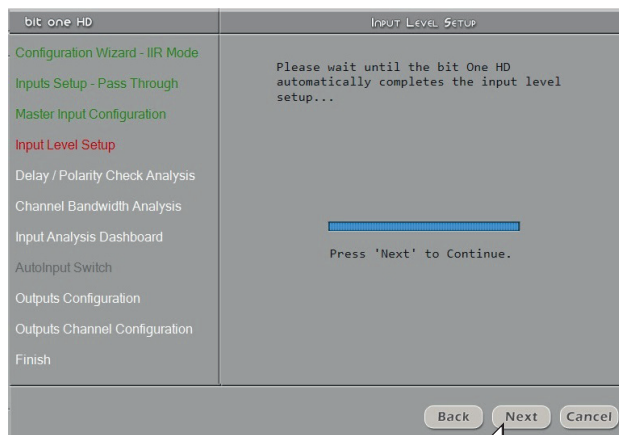 bit one HD
Input Level Setup
Configuration Wizard - IIR Mode
Inputs Setup - Pass Through
Master Input Configuration
Input Level Setup
Delay / Polarity Check Analysis
Channel Bandwidth Analysis
Input Analysis Dashboard
AutoInput Switch
Outputs Configuration
Outputs Channel Configuration
Finish
Please wait until the bit One HD
automatically completes the input level
setup...
Press 'Next' to Continue.
Back
Next
Cancel